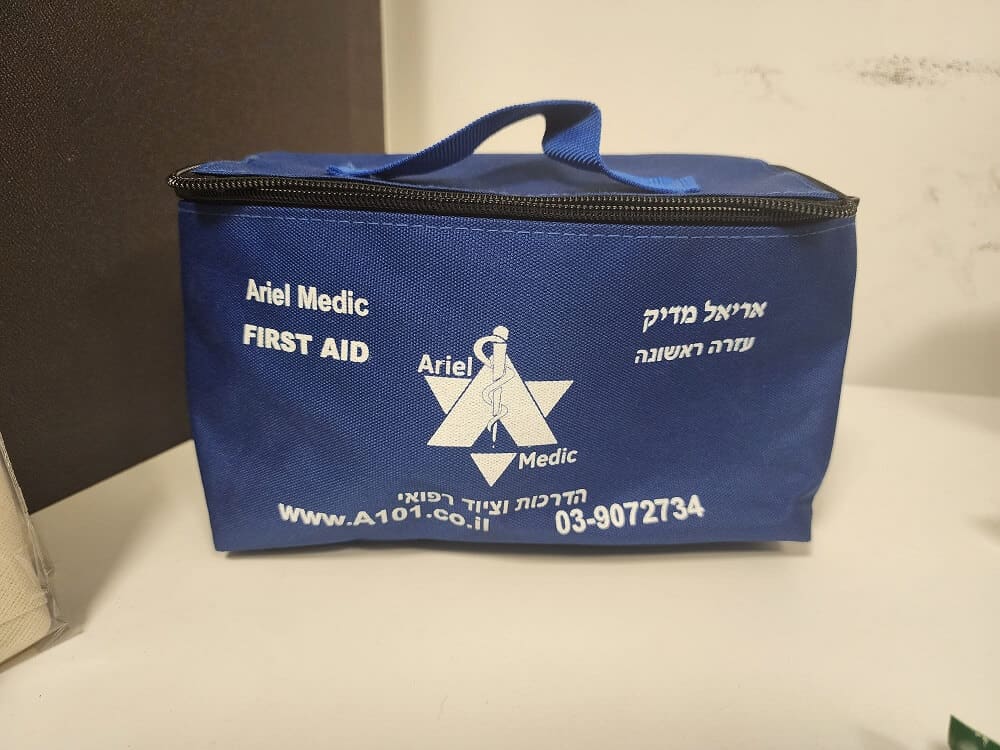 Ariel Medic
FIRST AID
אריאל מדיק
עזרה ראשונה
Ariel
Medic
הדרכות וציוד רפואי
www.A101.co.il
03-9072734